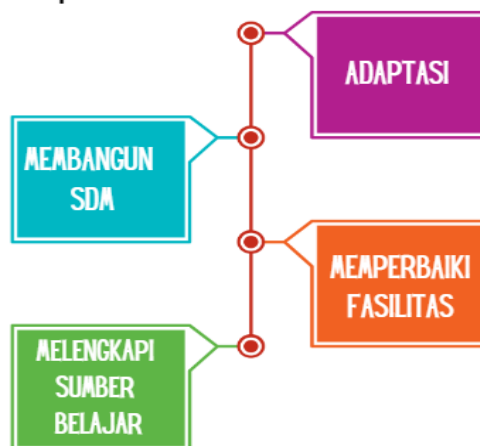 ADAPTASI
MEMBANGUN
SDM
MEMPERBAIKI
FASILITAS
MELENGKAPI
SUMBER
BELAJAR